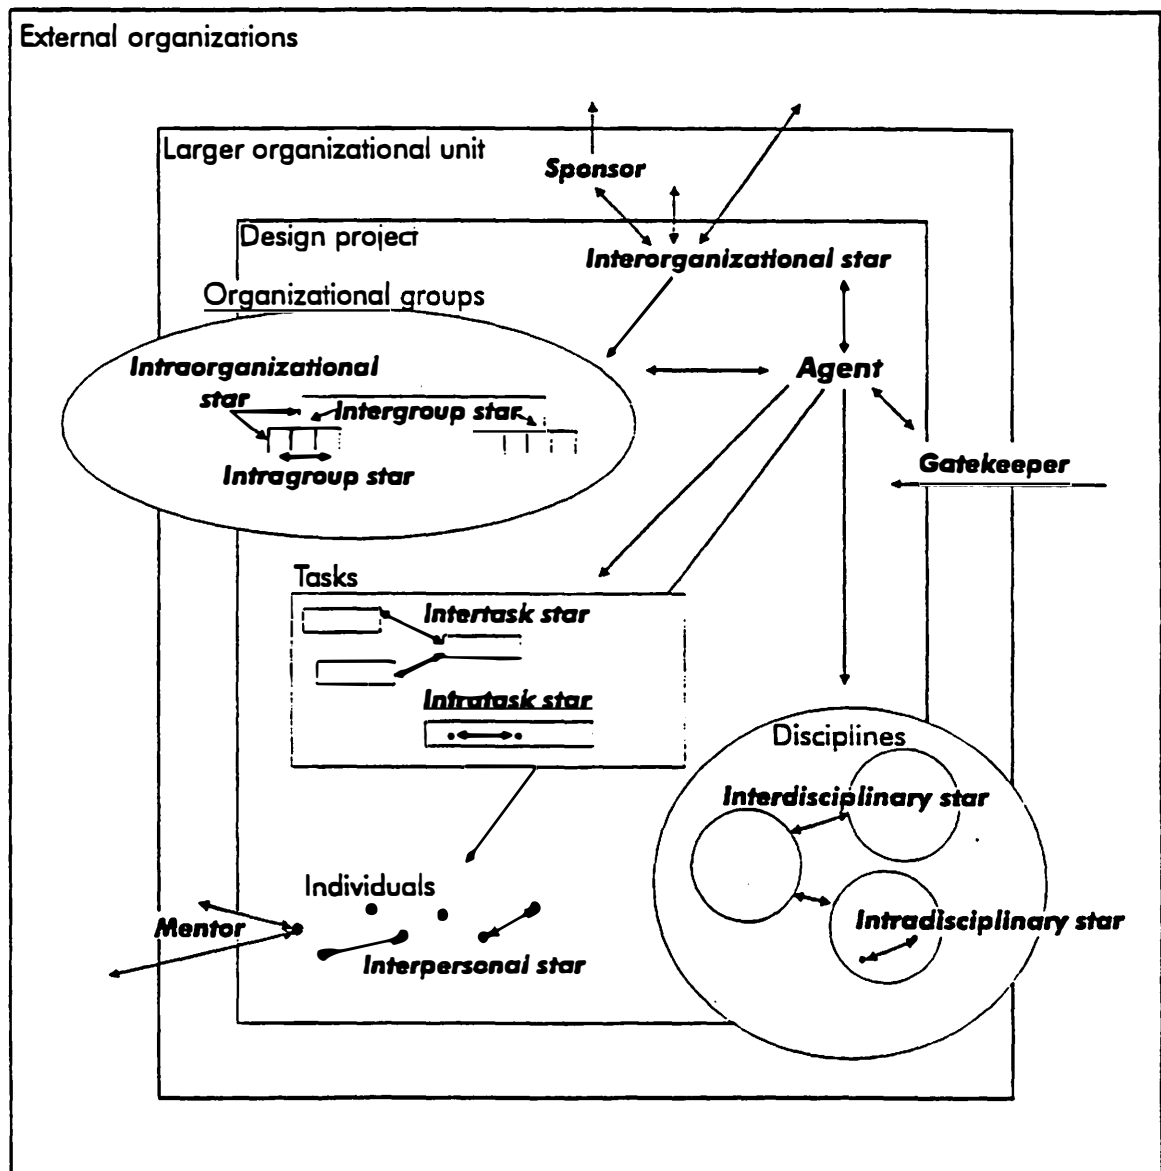 External organizations
Larger organizational unit
Sponsor
Design project
Interorganizational star
Organizational groups
Intraorganizational
star
Agent
Intergroup star
Gatekeeper
Intragroup star
Tasks
Intertask star
Intratask star
Disciplines
Interdisciplinary star
Individuals
Mentor
Intradisciplinary star
Interpersonal star